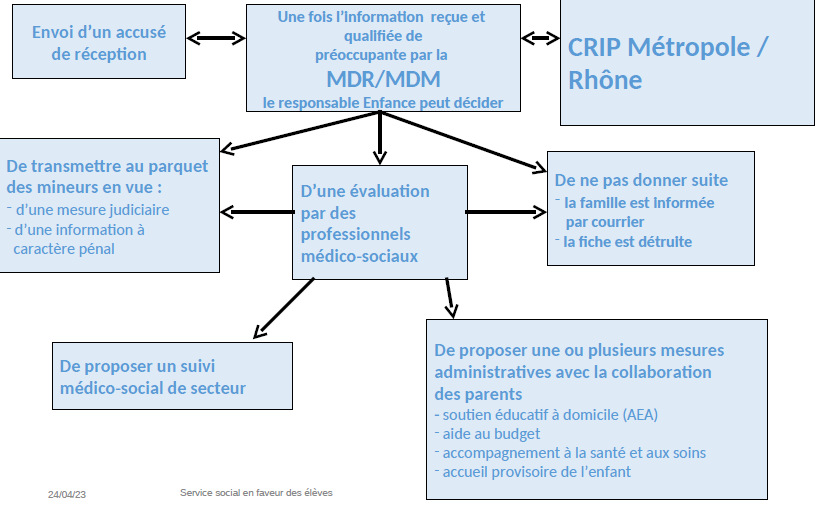 Envoi d'un accusé
de réception
Une fois l'information reçue et
qualifiée de
préoccupante par la
MDR/MDM
le responsable Enfance peut décider
CRIP Métropole /
Rhône
De transmettre au parquet
des mineurs en vue :
- d'une mesure judiciaire
- d'une information à
caractère pénal
D'une évaluation
par des
professionnels
médico-sociaux
De ne pas donner suite
- la famille est informée
par courrier
- la fiche est détruite
De proposer un suivi
médico-social de secteur
De proposer une ou plusieurs mesures
administratives avec la collaboration
des parents
- soutien éducatif à domicile (AEA)
- aide au budget
- accompagnement à la santé et aux soins
- accueil provisoire de l'enfant
24/04/23
Service social en faveur des élèves